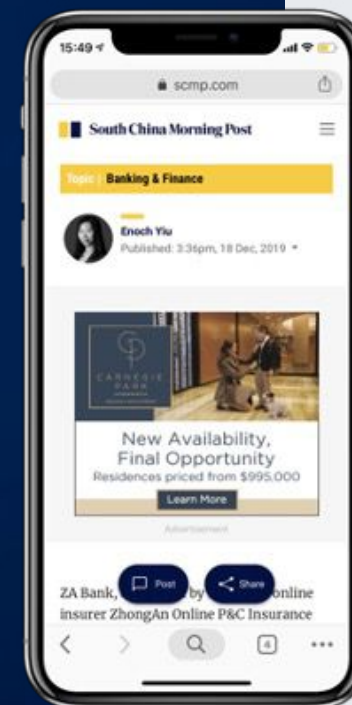 15:49
scmp.com
South China Morning Post
Topic | Banking & Finance
Enoch Yiu
Published: 3:36pm, 18 Dec, 2019
CP
CARNEGIE
PARK
New Availability,
Final Opportunity
Residences priced from $995,000
Learn More
Advertisement
ZA Bank, by online
Post
Share
insurer ZhongAn Online P&C Insurance
4